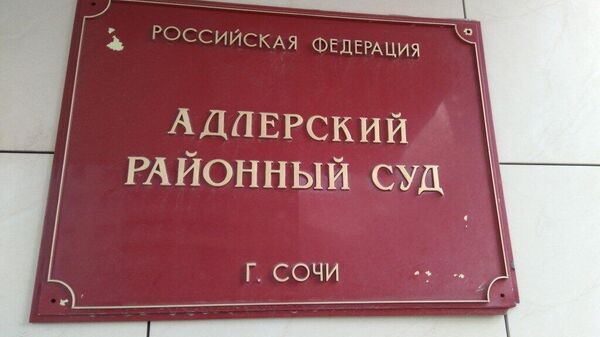 РОССИЙСКАЯ ФЕДЕРАЦИЯ
АДЛЕРСКИЙ
РАЙОННЫЙ СУД
Г. СОЧИ